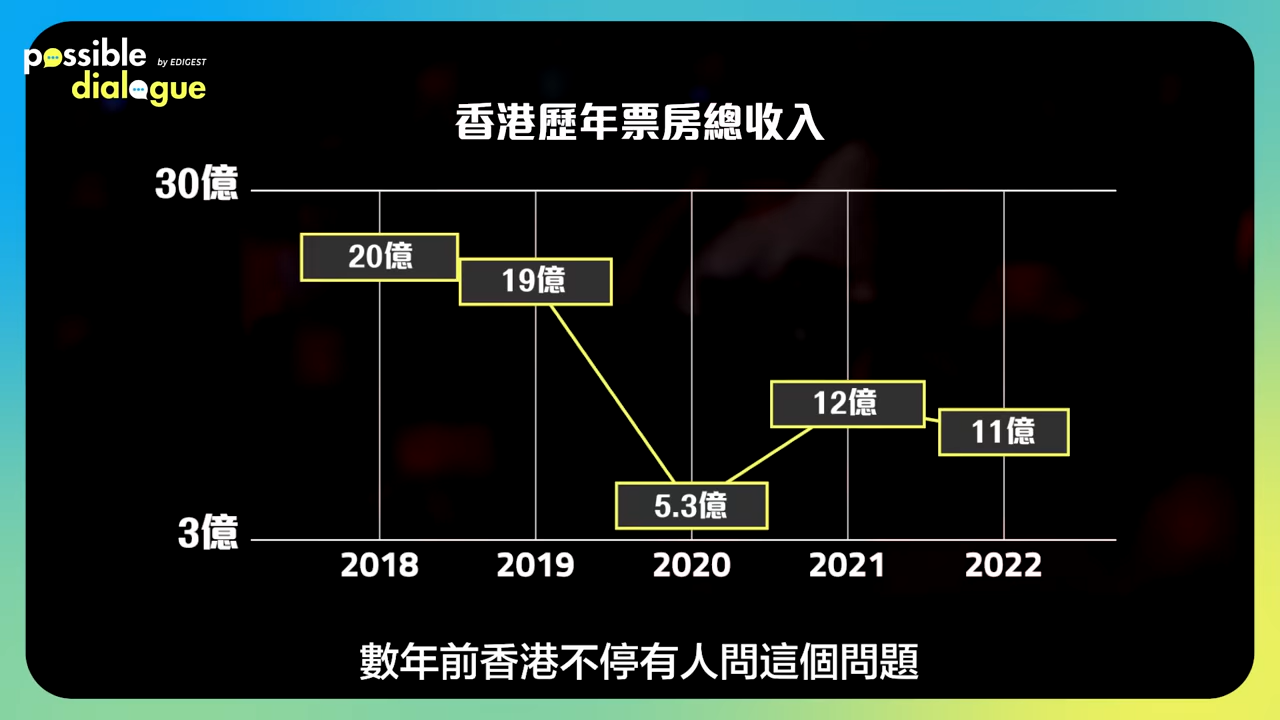 possible
by EDIGEST
dialogue
香港歷年票房總收入
30億
20億
19億
12億
11億
5.3億
3億
2018 2019 2020 2021 2022
數年前香港不停有人問這個問題